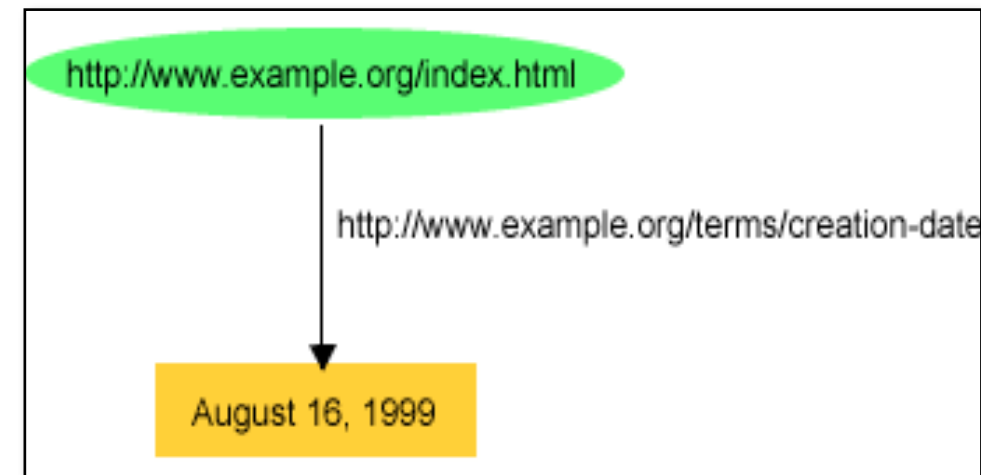 http://www.example.org/index.html
http://www.example.org/terms/creation-date
August 16, 1999